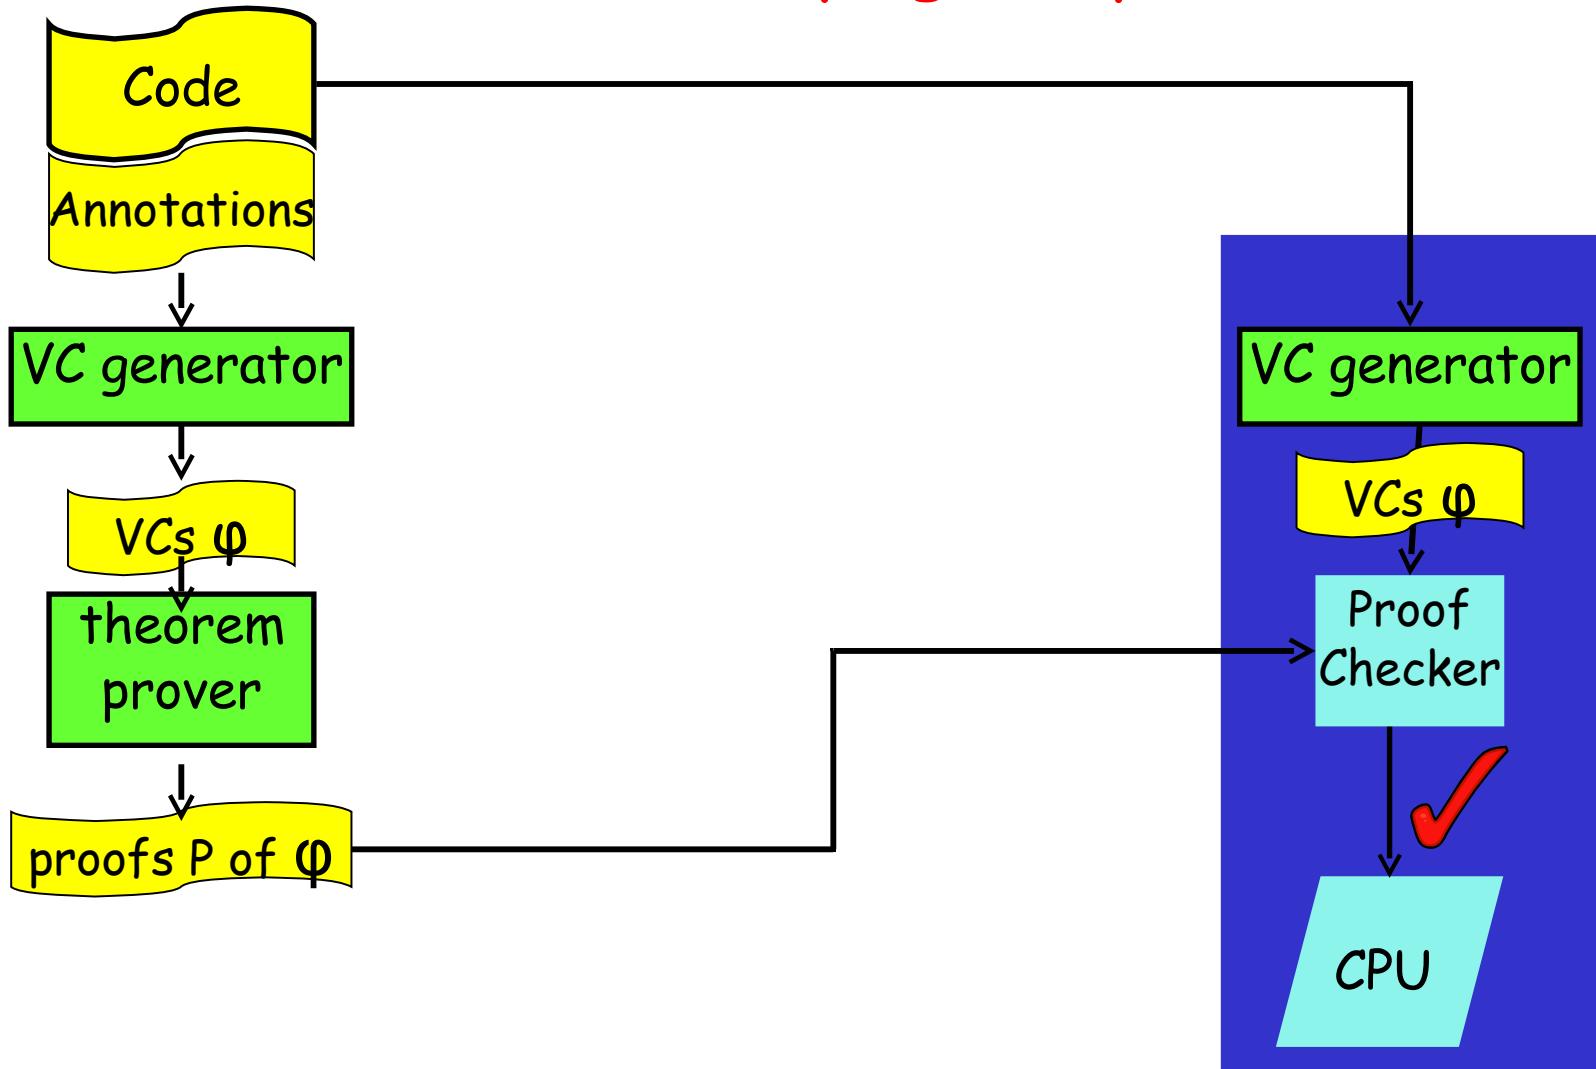 Code
Annotations
VC generator
VCs φ
theorem
prover
proofs P of φ
VC generator
VCs φ
Proof
Checker
CPU